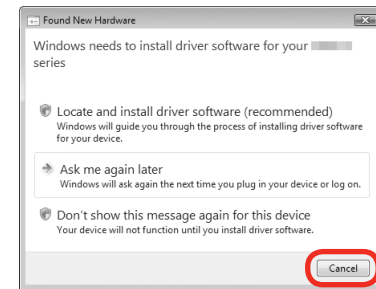 Found New Hardware
Windows needs to install driver software for your
series
Locate and install driver software (recommended)
Windows will guide you through the process of installing driver software
for your device.
Ask me again later
Windows will ask again the next time you plug in your device or log on.
Don't show this message again for this device
Your device will not function until you install driver software.
Cancel